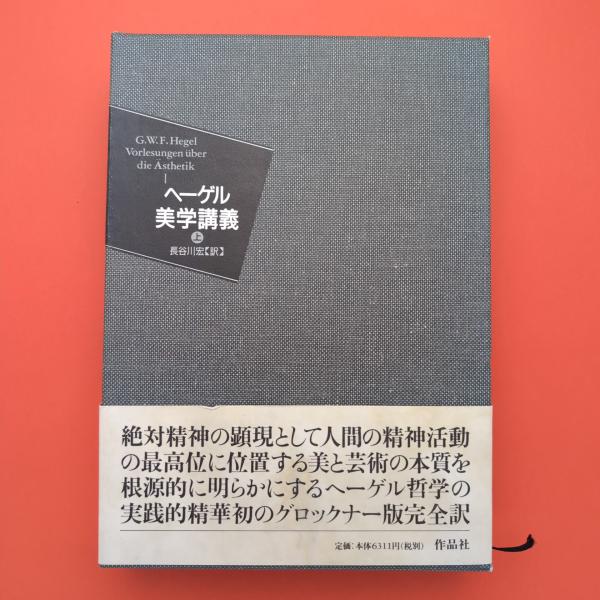 G.W.F. Hegel
Vorlesungen über
die Ästhetik
ヘーゲル
美学講義
上
長谷川宏【訳】
絶対精神の顕現として人間の精神活動
の最高位に位置する美と芸術の本質を
根源的に明らかにするヘーゲル哲学の
実践的精華初のグロックナー版完全訳
定価:本体6311円(税別) 作品社